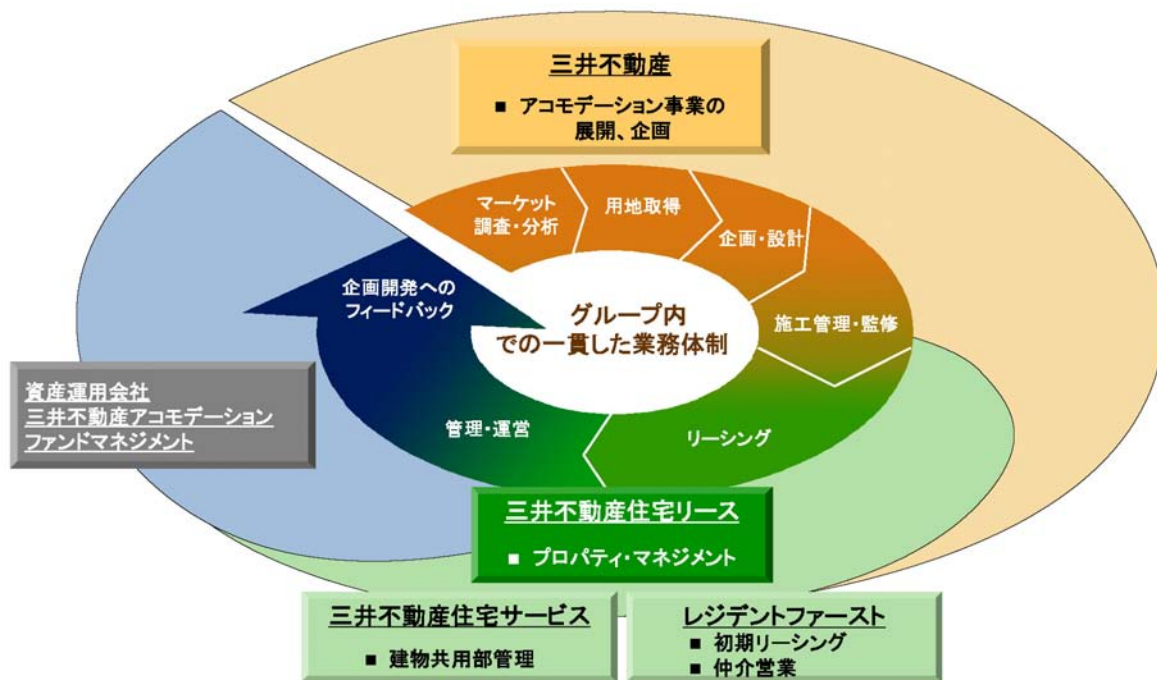 三井不動産
■ アコモデーション事業の
展開、企画
マーケット
調査・分析
用地取得
企画・設計
施工管理・監修
リーシング
管理・運営
企画開発への
フィードバック
グループ内
での一貫した業務体制
資産運用会社
三井不動産アコモデーション
ファンドマネジメント
三井不動産住宅リース
■ プロパティ・マネジメント
三井不動産住宅サービス
■ 建物共用部管理
レジデントファースト
■ 初期リーシング
■ 仲介営業